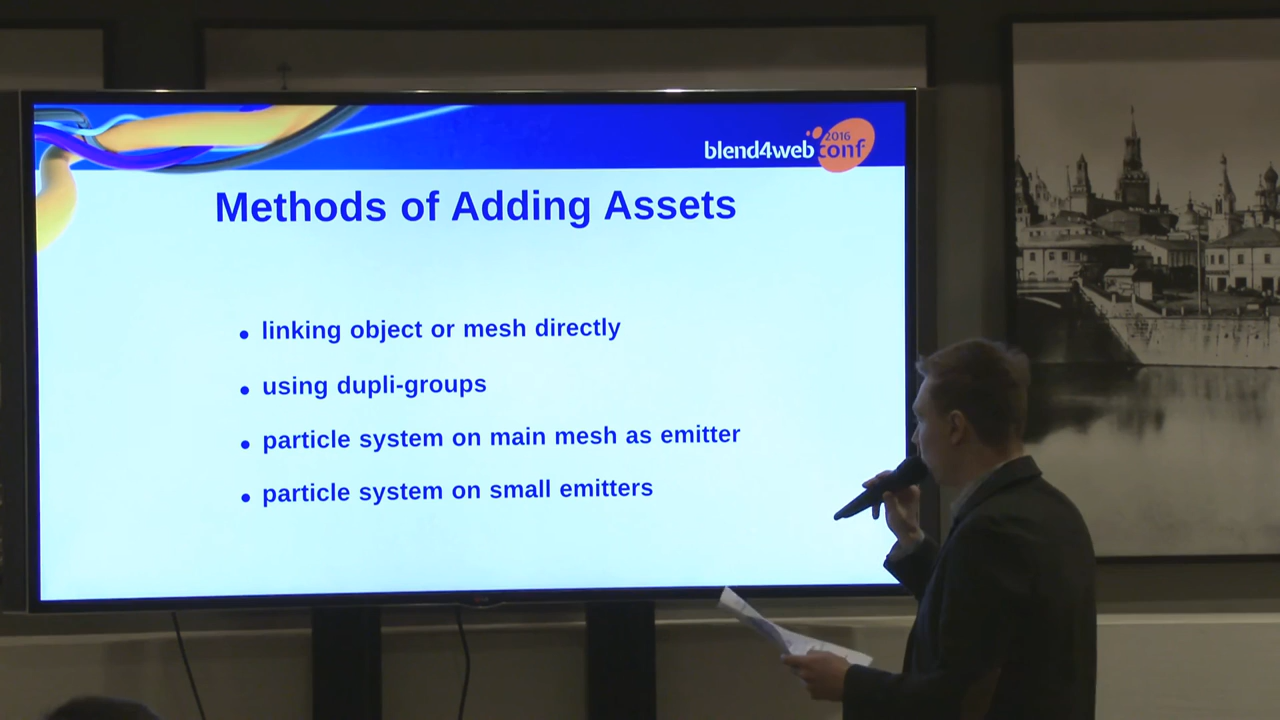 blend4web
2016
conf
Methods of Adding Assets
linking object or mesh directly
using dupli-groups
particle system on main mesh as emitter
particle system on small emitters